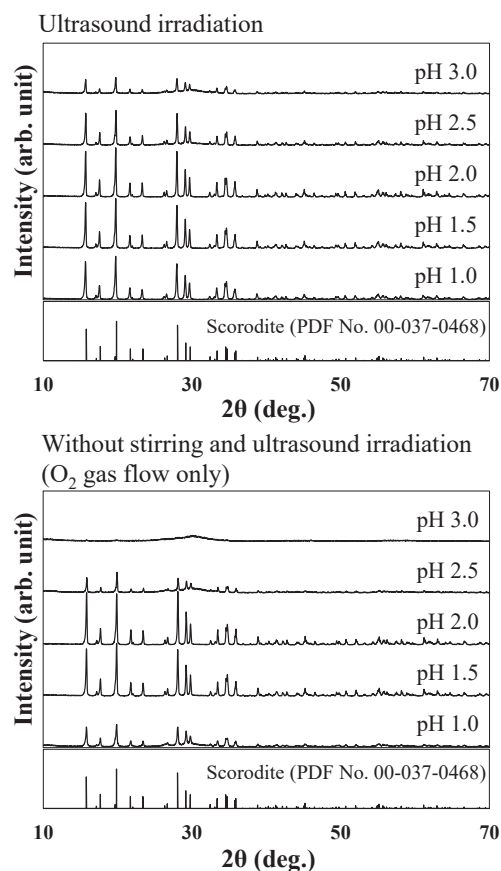 Ultrasound irradiation
Intensity (arb. unit)
pH 3.0
pH 2.5
pH 2.0
pH 1.5
pH 1.0
Scorodite (PDF No. 00-037-0468)
10 30 50 70
2θ (deg.)
Without stirring and ultrasound irradiation
(O₂ gas flow only)
Intensity (arb. unit)
pH 3.0
pH 2.5
pH 2.0
pH 1.5
pH 1.0
Scorodite (PDF No. 00-037-0468)
10 30 50 70
2θ (deg.)